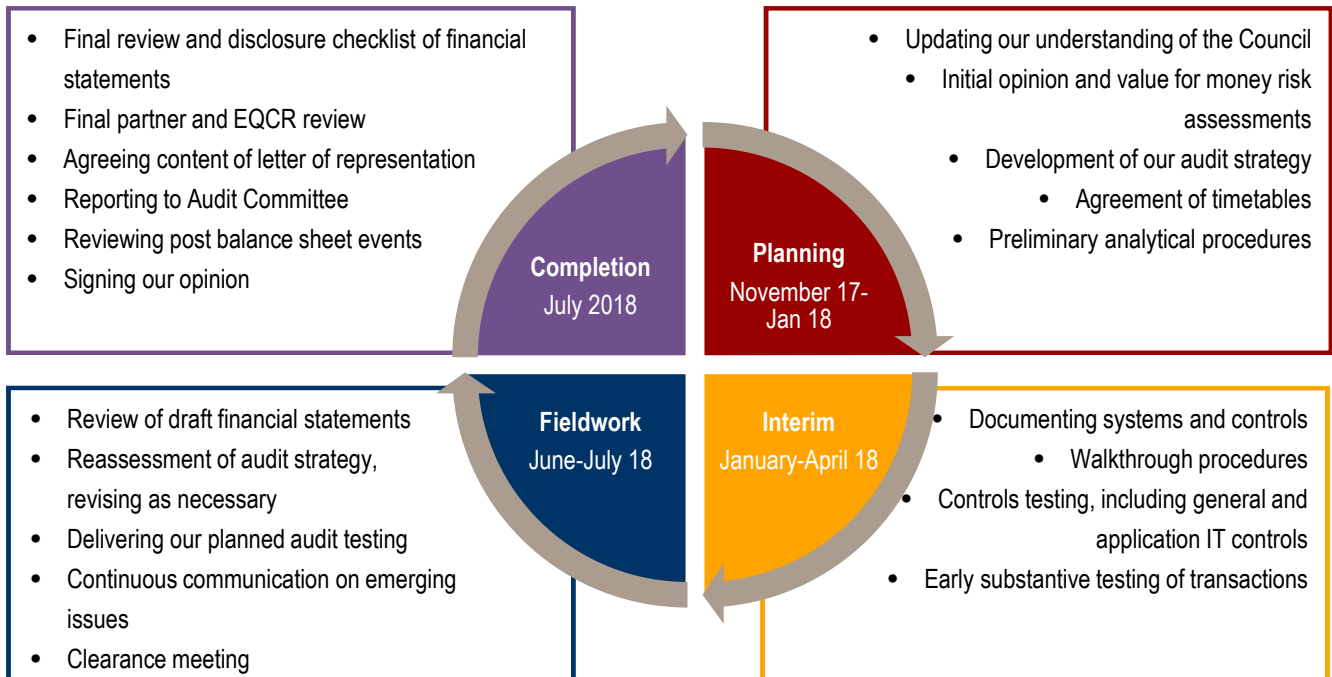 • Final review and disclosure checklist of financial
statements
• Final partner and EQCR review
• Agreeing content of letter of representation
• Reporting to Audit Committee
• Reviewing post balance sheet events
• Signing our opinion
• Updating our understanding of the Council
• Initial opinion and value for money risk
assessments
• Development of our audit strategy
• Agreement of timetables
• Preliminary analytical procedures
Completion
July 2018
Planning
November 17-
Jan 18
• Review of draft financial statements
• Reassessment of audit strategy,
revising as necessary
• Delivering our planned audit testing
• Continuous communication on emerging
issues
• Clearance meeting
Fieldwork
June-July 18
Interim
January-April 18
• Documenting systems and controls
• Walkthrough procedures
• Controls testing, including general and
application IT controls
• Early substantive testing of transactions